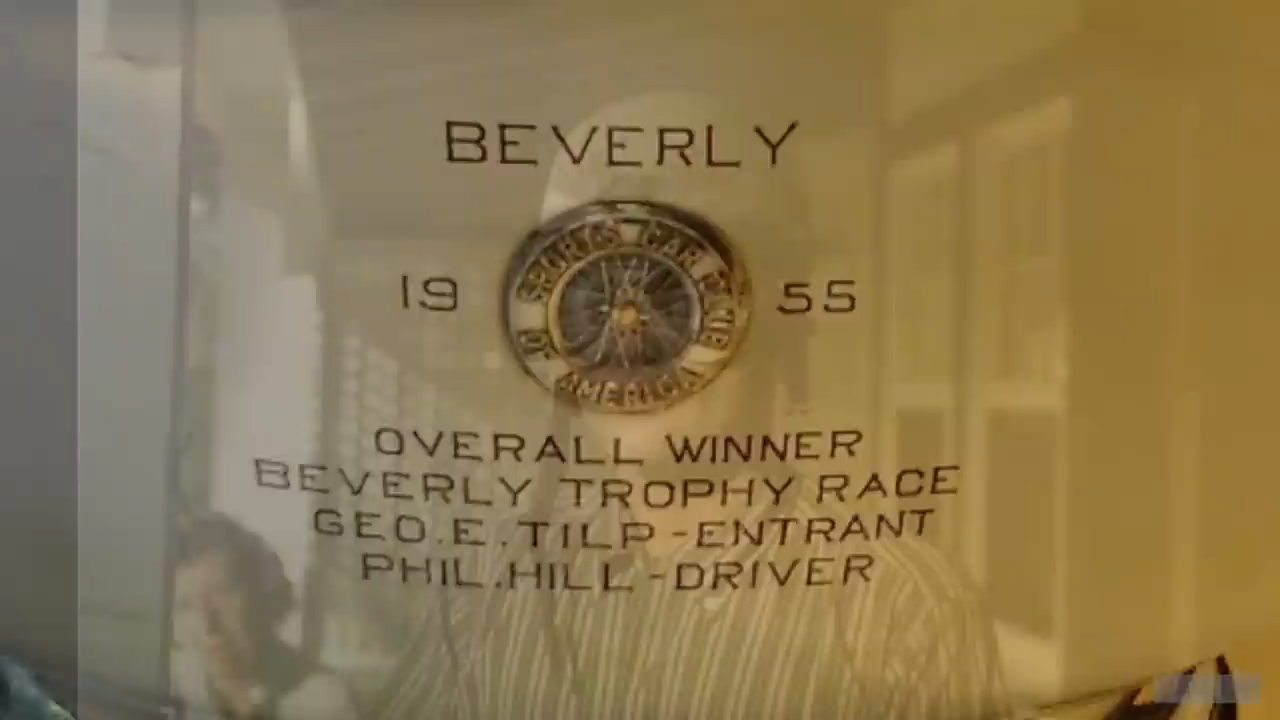 BEVERLY
SPORTS CAR CLUB OF AMERICA
19 55
OVERALL WINNER
BEVERLY TROPHY RACE
GEO.E.TILP-ENTRANT
PHIL.HILL-DRIVER